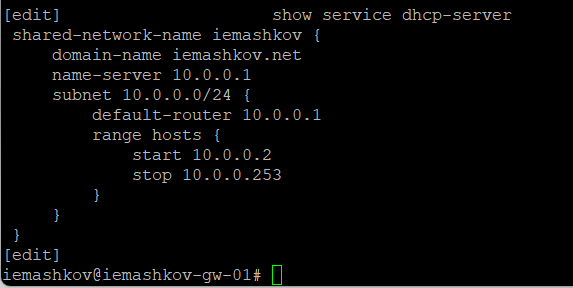 [edit] show service dhcp-server
shared-network-name iemashkov {
domain-name iemashkov.net
name-server 10.0.0.1
subnet 10.0.0.0/24 {
default-router 10.0.0.1
range hosts {
start 10.0.0.2
stop 10.0.0.253
}
}
}
[edit]
iemashkov@iemashkov-gw-01#